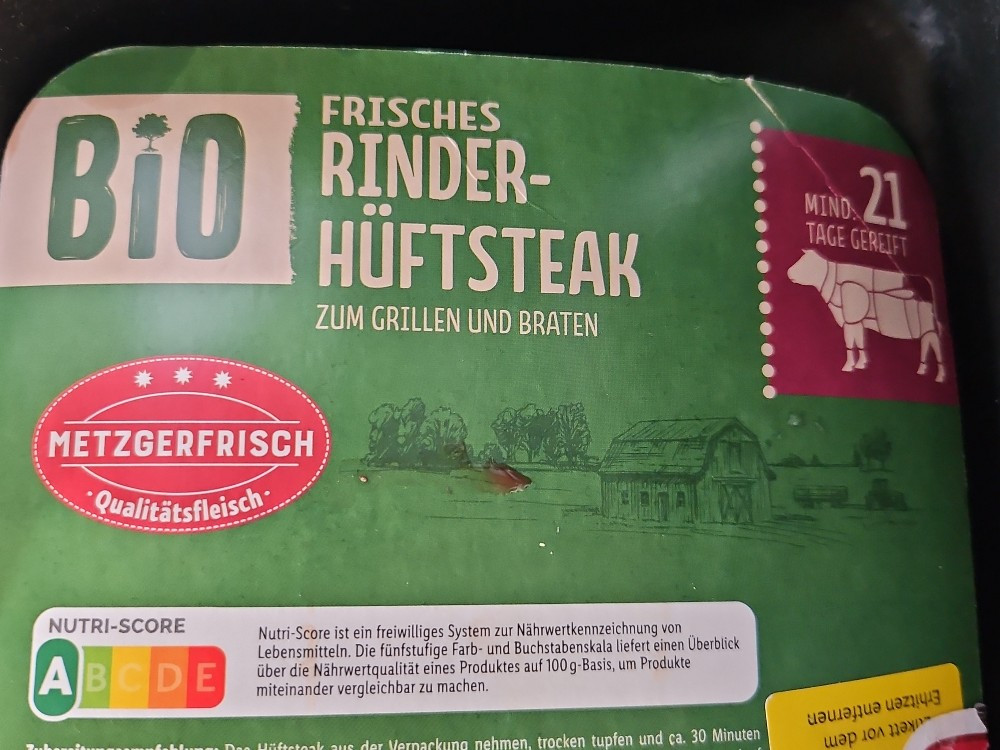 BiO
FRISCHES
RINDER-
HÜFTSTEAK
ZUM GRILLEN UND BRATEN
MIND. 21
TAGE GEREIFT
METZGERFRISCH
· Qualitätsfleisch ·
NUTRI-SCORE
A B C D E
Nutri-Score ist ein freiwilliges System zur Nährwertkennzeichnung von
Lebensmitteln. Die fünfstufige Farb- und Buchstabenskala liefert einen Überblick
über die Nährwertqualität eines Produktes auf 100 g-Basis, um Produkte
miteinander vergleichbar zu machen.
Zubereitungsempfehlung: Das Hüftsteak aus der Verpackung nehmen, trocken tupfen und ca. 30 Minuten
vor dem
Erhitzen entfernen